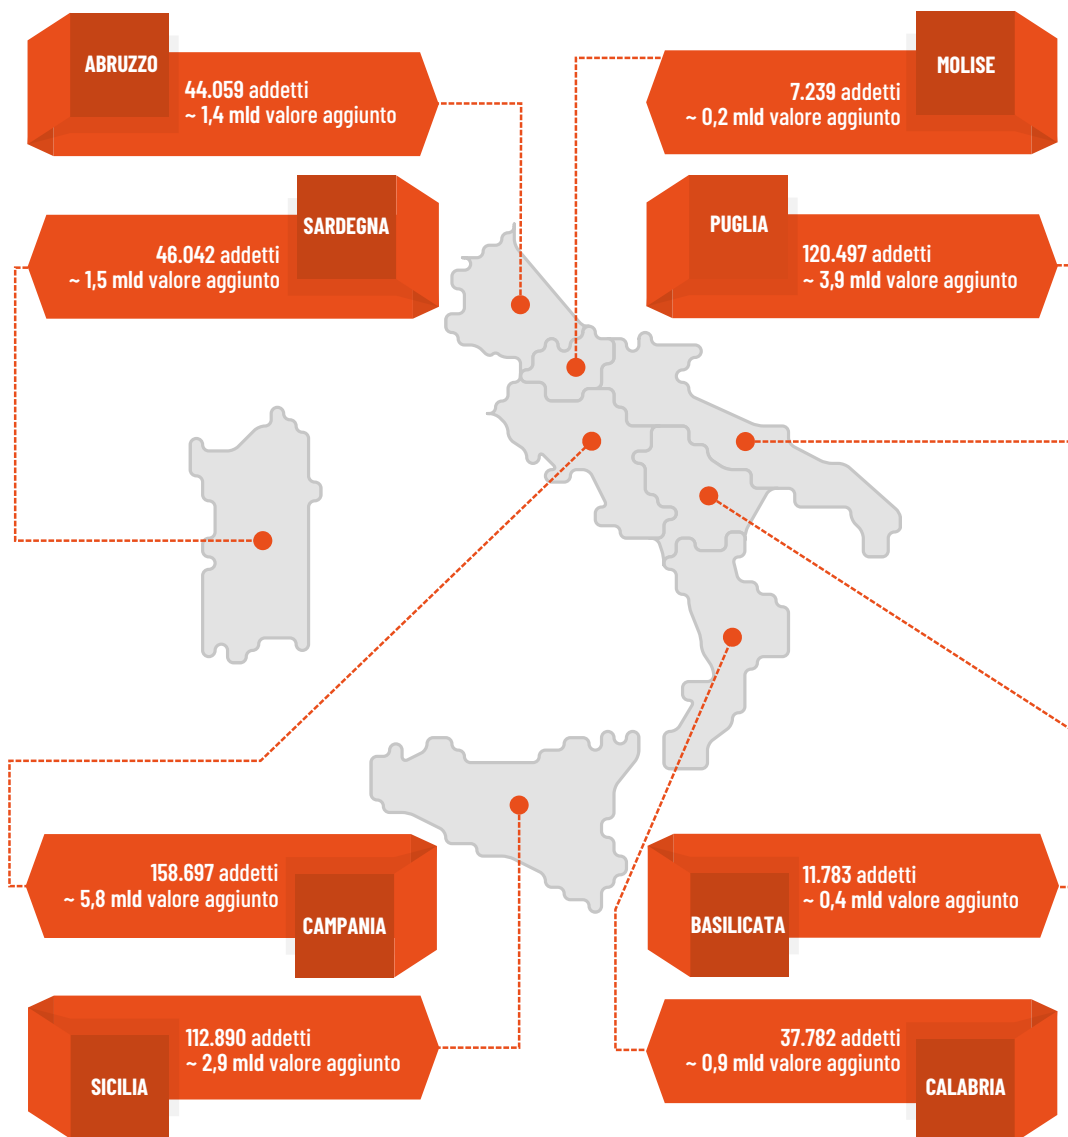 ABRUZZO
44.059 addetti
~ 1,4 mld valore aggiunto
MOLISE
7.239 addetti
~ 0,2 mld valore aggiunto
SARDEGNA
46.042 addetti
~ 1,5 mld valore aggiunto
PUGLIA
120.497 addetti
~ 3,9 mld valore aggiunto
158.697 addetti
~ 5,8 mld valore aggiunto
CAMPANIA
11.783 addetti
~ 0,4 mld valore aggiunto
BASILICATA
112.890 addetti
~ 2,9 mld valore aggiunto
SICILIA
37.782 addetti
~ 0,9 mld valore aggiunto
CALABRIA